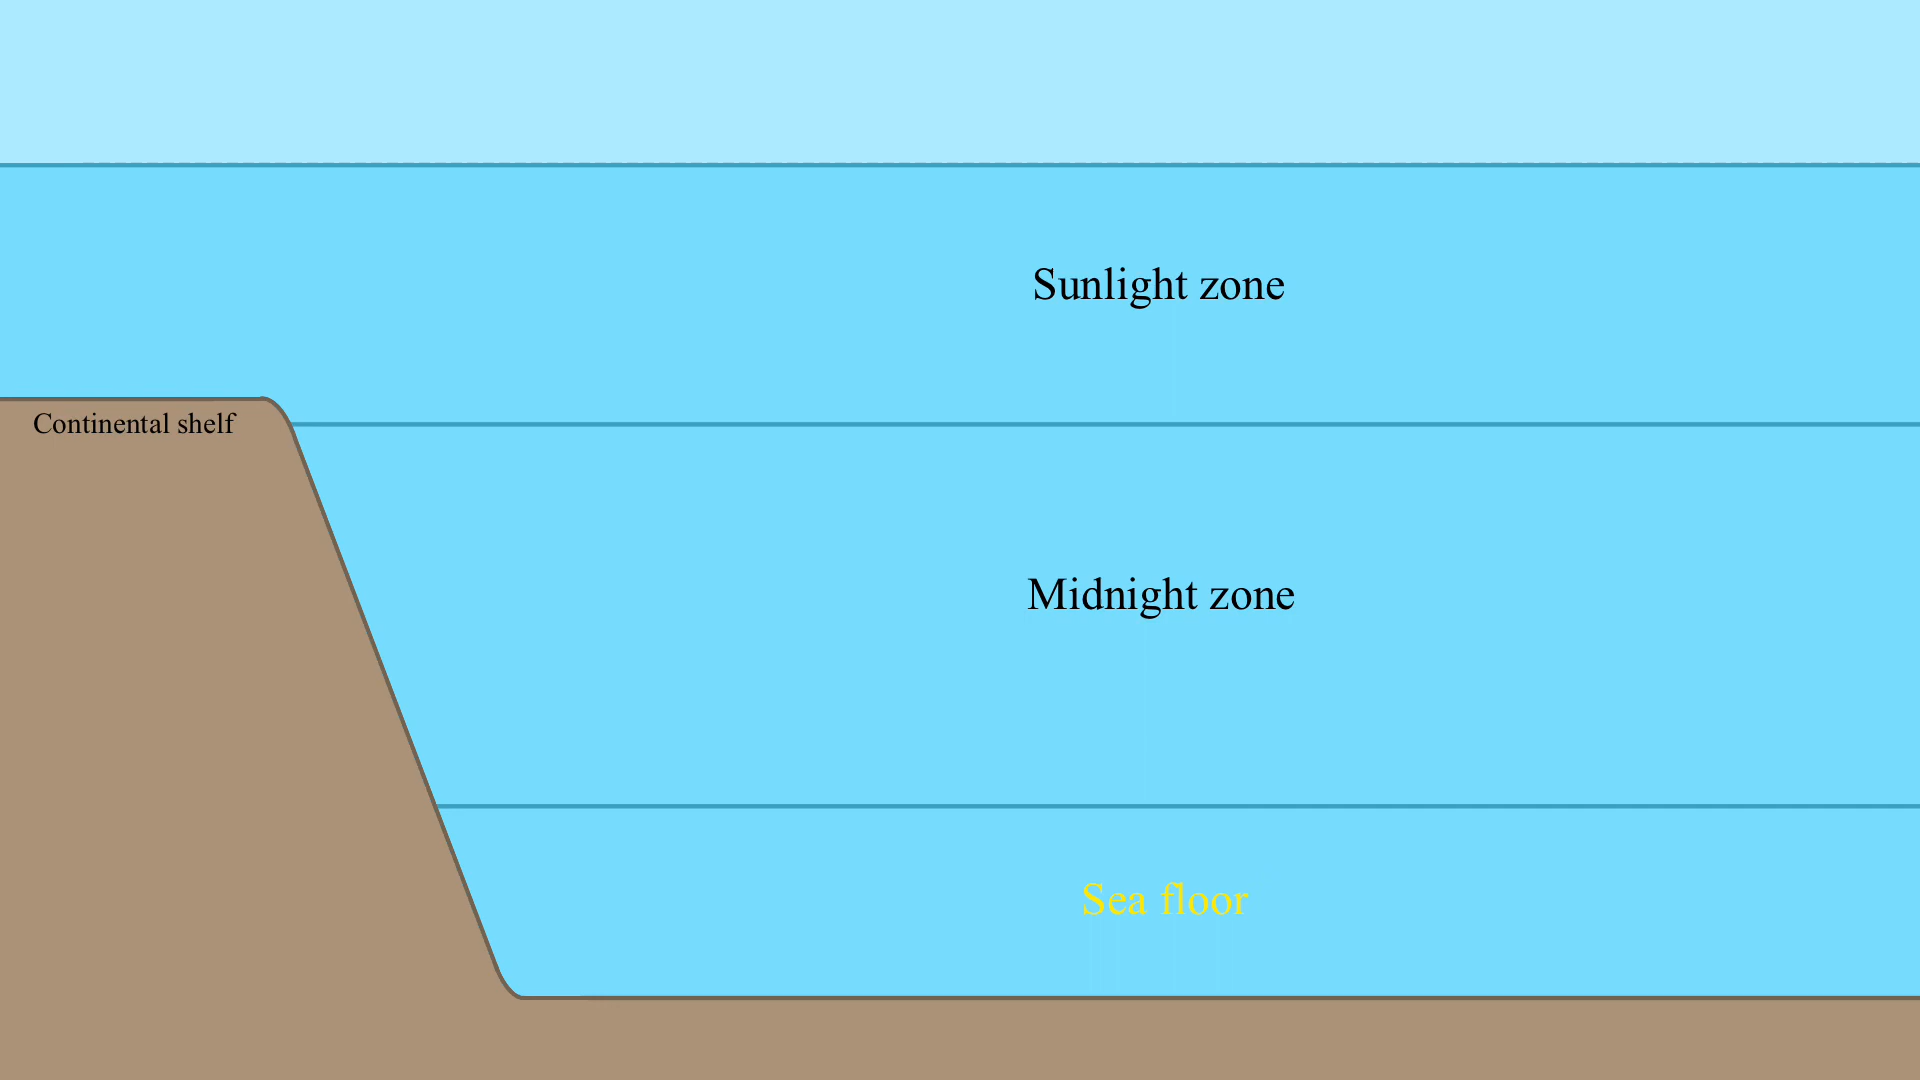 Sunlight zone
Continental shelf
Midnight zone
Sea floor